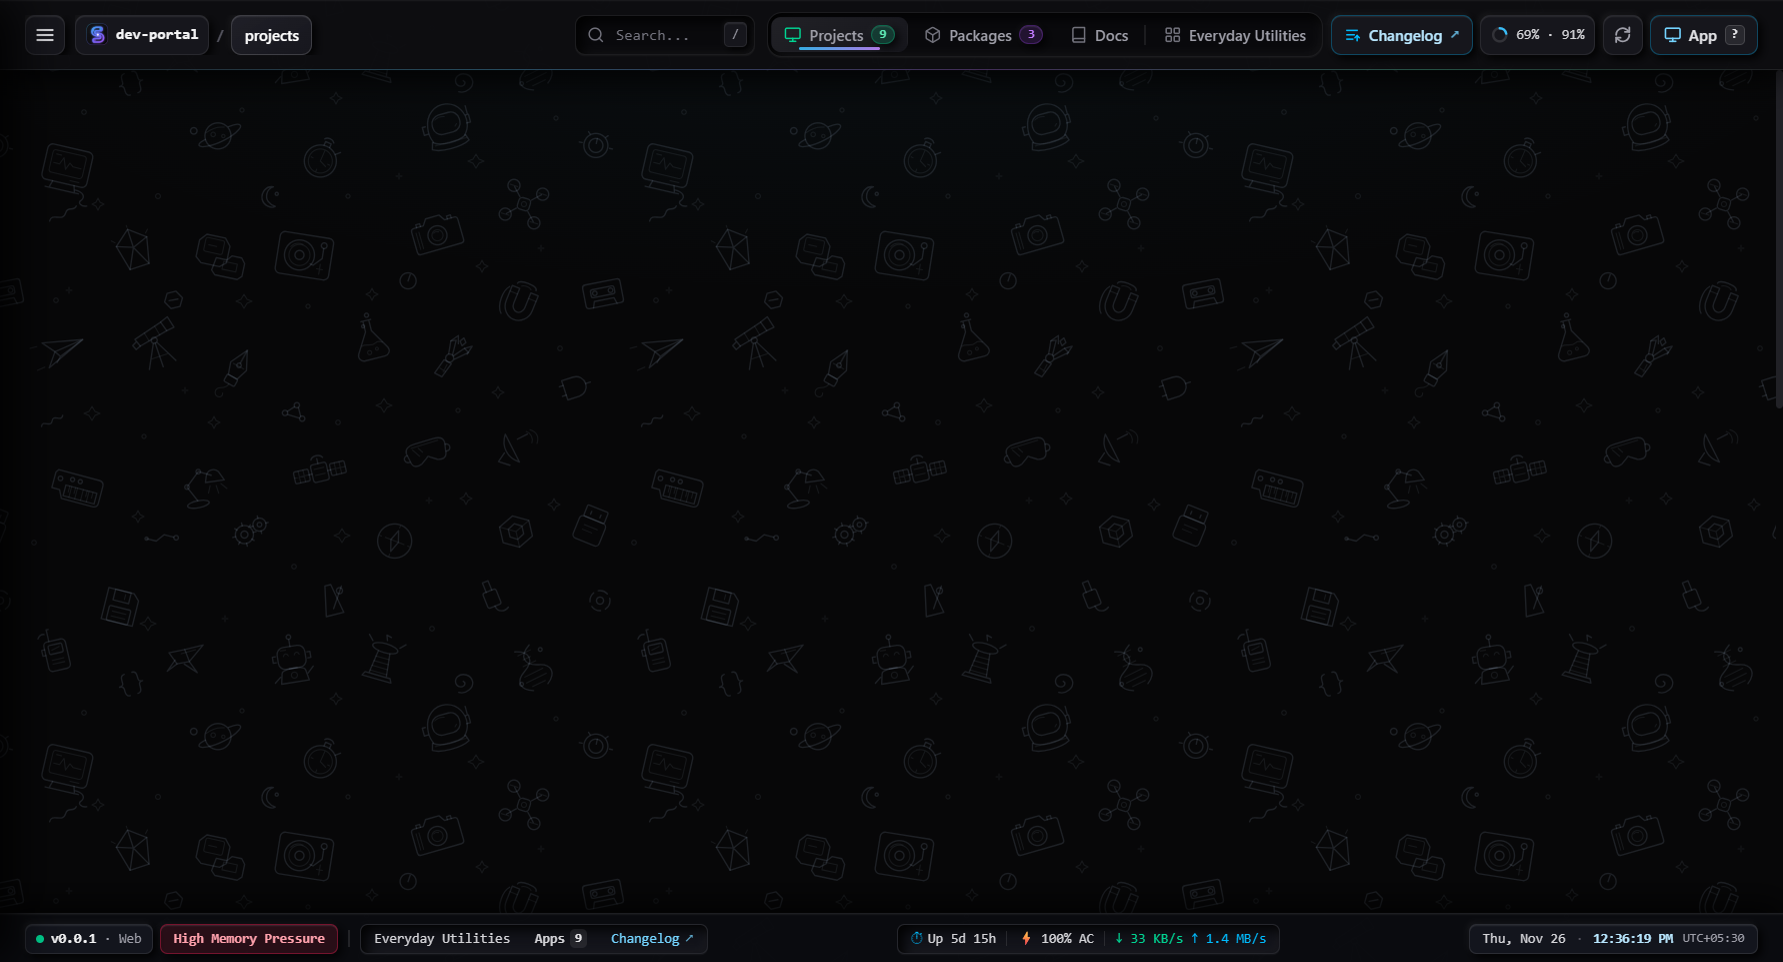 dev-portal / projects
Search... /
Projects 9
Packages 3
Docs
Everyday Utilities
Changelog ↗
69% · 91%
App ?
v0.0.1 · Web
High Memory Pressure
Everyday Utilities
Apps 9
Changelog ↗
Up 5d 15h
100% AC
↓ 33 KB/s ↑ 1.4 MB/s
Thu, Nov 26 · 12:36:19 PM UTC+05:30